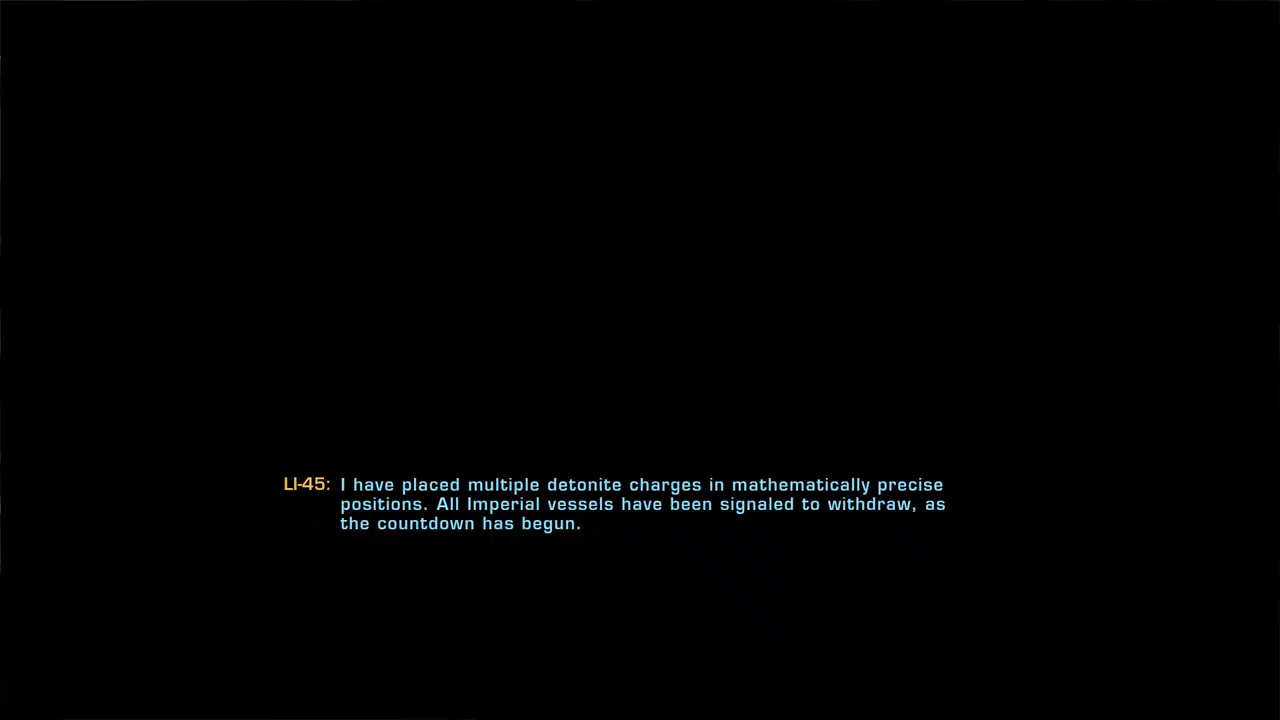 LI-45: I have placed multiple detonite charges in mathematically precise
positions. All Imperial vessels have been signaled to withdraw, as
the countdown has begun.